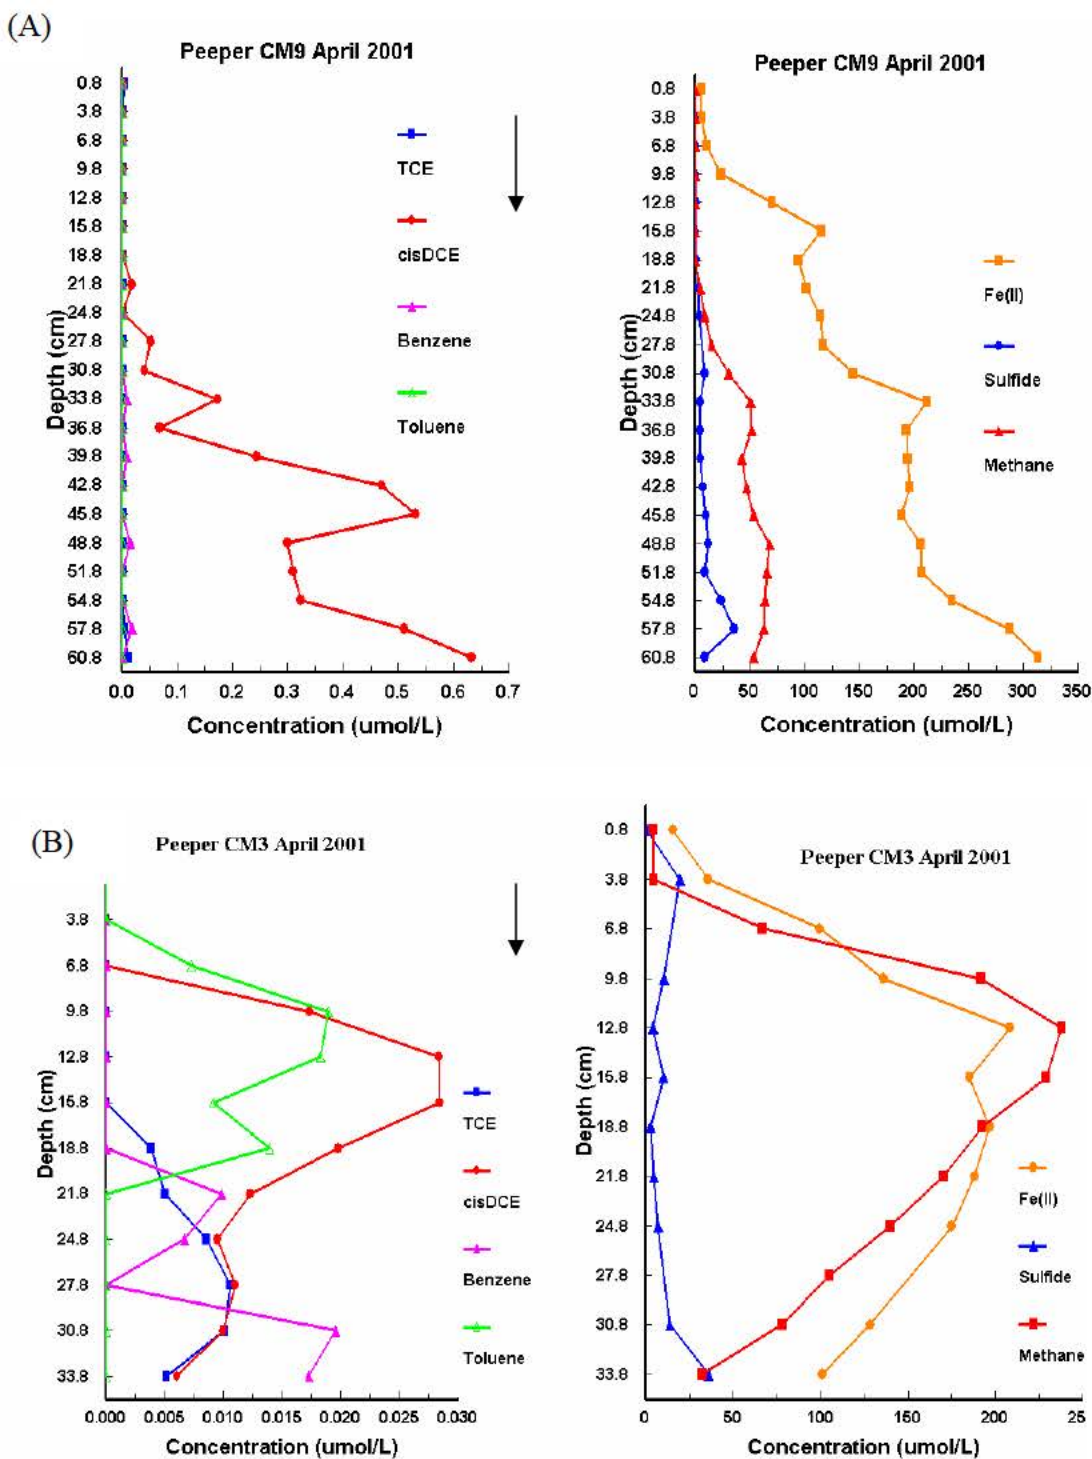 (A)
Peeper CM9 April 2001
0.8
3.8
6.8
9.8
12.8
15.8
18.8
21.8
24.8
27.8
30.8
33.8
36.8
39.8
42.8
45.8
48.8
51.8
54.8
57.8
60.8
Depth (cm)
TCE
cisDCE
Benzene
Toluene
0.0 0.1 0.2 0.3 0.4 0.5 0.6 0.7
Concentration (umol/L)
Peeper CM9 April 2001
0.8
3.8
6.8
9.8
12.8
15.8
18.8
21.8
24.8
27.8
30.8
33.8
36.8
39.8
42.8
45.8
48.8
51.8
54.8
57.8
60.8
Depth (cm)
Fe(II)
Sulfide
Methane
0 50 100 150 200 250 300 350
Concentration (umol/L)
(B)
Peeper CM3 April 2001
3.8
6.8
9.8
12.8
15.8
18.8
21.8
24.8
27.8
30.8
33.8
Depth (cm)
TCE
cisDCE
Benzene
Toluene
0.000 0.005 0.010 0.015 0.020 0.025 0.030
Concentration (umol/L)
Peeper CM3 April 2001
0.8
3.8
6.8
9.8
12.8
15.8
18.8
21.8
24.8
27.8
30.8
33.8
Depth (cm)
Fe(II)
Sulfide
Methane
0 50 100 150 200 25
Concentration (umol/L)